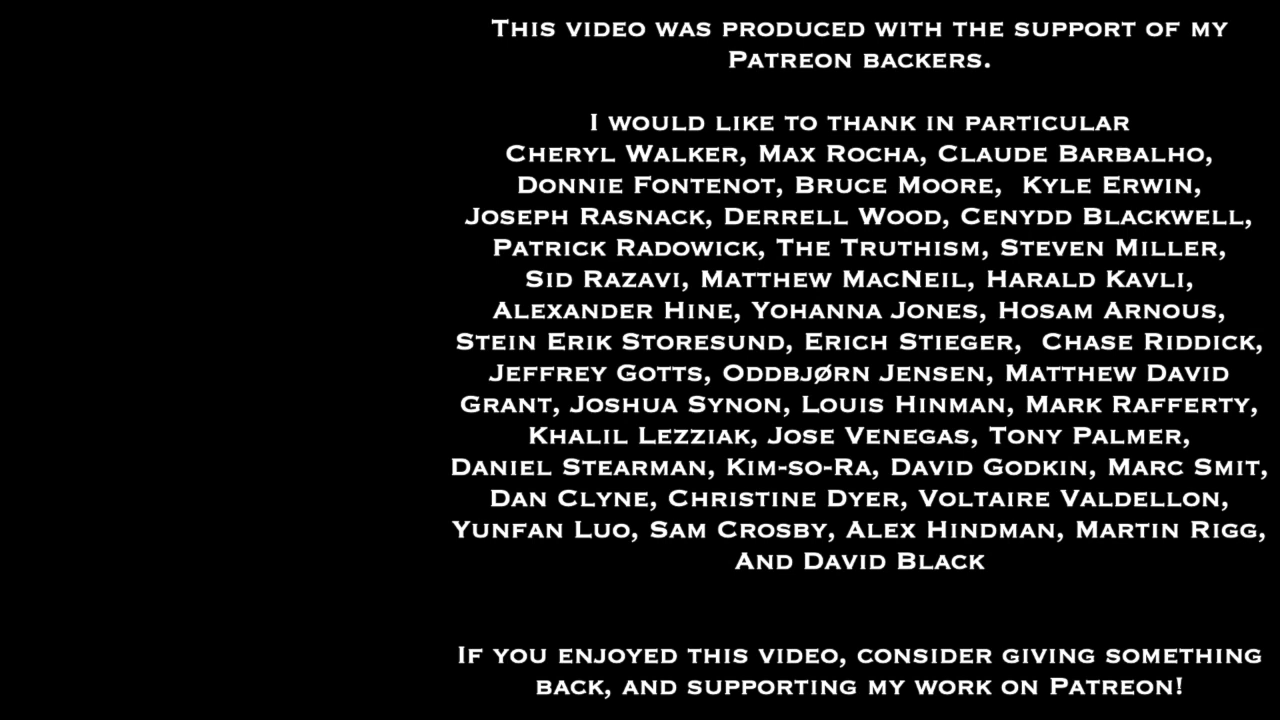 This video was produced with the support of my
Patreon backers.
I would like to thank in particular
Cheryl Walker, Max Rocha, Claude Barbalho,
Donnie Fontenot, Bruce Moore, Kyle Erwin,
Joseph Rasnack, Derrell Wood, Cenydd Blackwell,
Patrick Radowick, The Truthism, Steven Miller,
Sid Razavi, Matthew MacNeil, Harald Kavli,
Alexander Hine, Yohanna Jones, Hosam Arnous,
Stein Erik Storesund, Erich Stieger, Chase Riddick,
Jeffrey Gotts, Oddbjørn Jensen, Matthew David
Grant, Joshua Synon, Louis Hinman, Mark Rafferty,
Khalil Lezziak, Jose Venegas, Tony Palmer,
Daniel Stearman, Kim-so-Ra, David Godkin, Marc Smit,
Dan Clyne, Christine Dyer, Voltaire Valdellon,
Yunfan Luo, Sam Crosby, Alex Hindman, Martin Rigg,
And David Black
If you enjoyed this video, consider giving something
back, and supporting my work on Patreon!